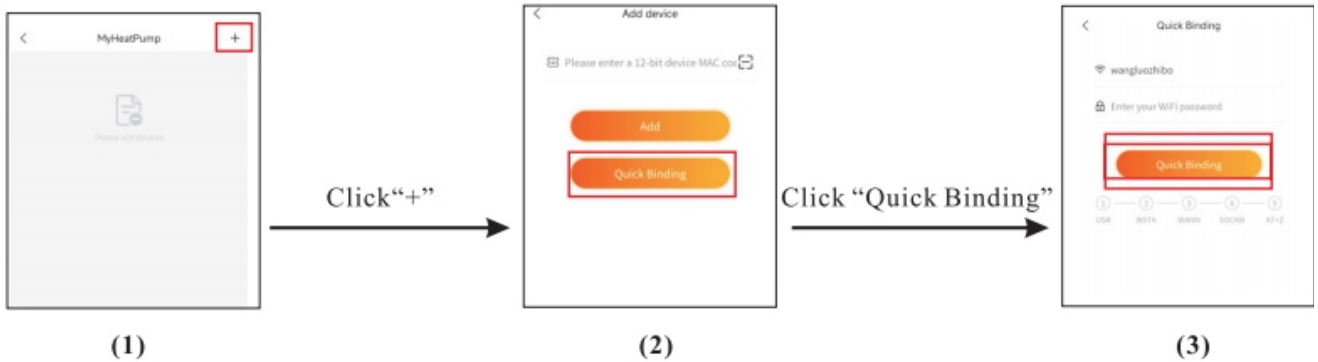 MyHeatPump
+
Please add devices
(1)
Click“+”
Add device
Please enter a 12-bit device MAC coc
Add
Quick Binding
(2)
Click “Quick Binding”
Quick Binding
wangluozhibo
Enter your WiFi password
Quick Binding
1 2 3 4 5
USR WSTA WANN SOCKB AT+Z
(3)